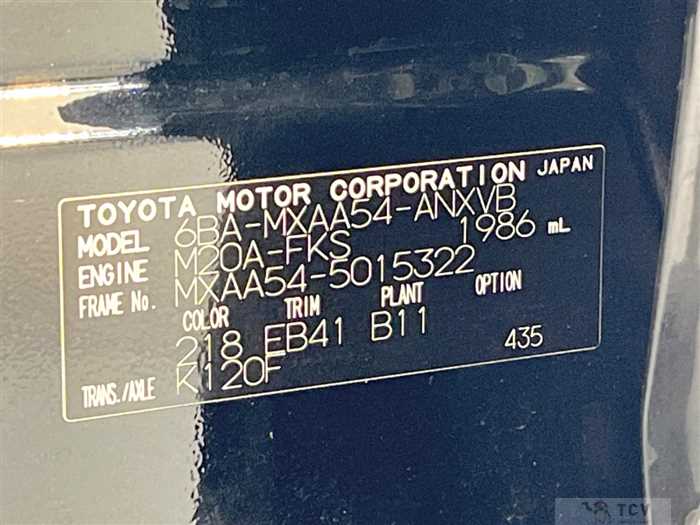 TOYOTA MOTOR CORPORATION JAPAN
MODEL 6BA-MXAA54-ANXVB
ENGINE M20A-FKS 1986 mL
FRAME No. MXAA54-5015322
COLOR TRIM PLANT OPTION
218 EB41 B11 435
TRANS./AXLE K120F
TCV